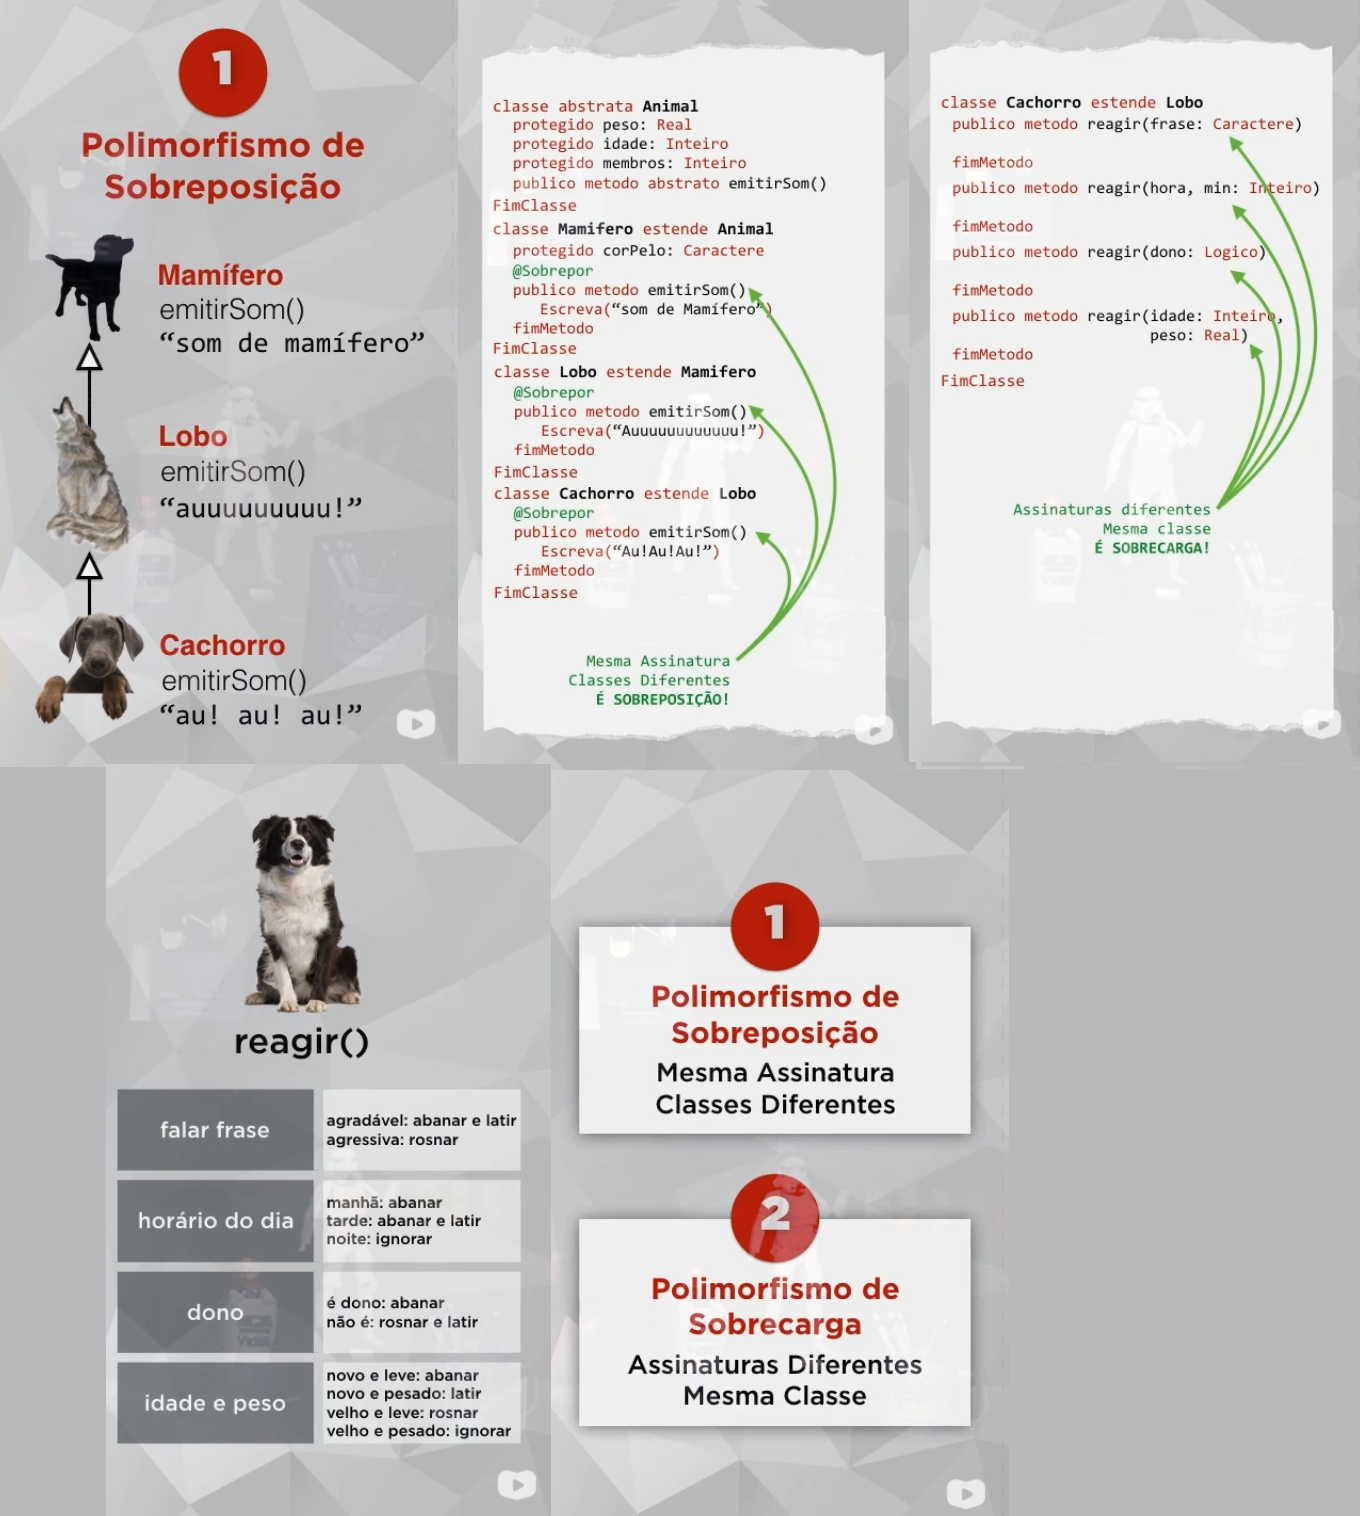 1
Polimorfismo de
Sobreposição
Mamífero
emitirSom()
“som de mamífero”
Lobo
emitirSom()
“auuuuuuuuu!”
Cachorro
emitirSom()
“au! au! au!”
classe abstrata Animal
protegido peso: Real
protegido idade: Inteiro
protegido membros: Inteiro
publico metodo abstrato emitirSom()
FimClasse
classe Mamifero estende Animal
protegido corPelo: Caractere
@Sobrepor
publico metodo emitirSom()
Escreva(“som de Mamífero”)
fimMetodo
FimClasse
classe Lobo estende Mamifero
@Sobrepor
publico metodo emitirSom()
Escreva(“Auuuuuuuuuuuu!”)
fimMetodo
FimClasse
classe Cachorro estende Lobo
@Sobrepor
publico metodo emitirSom()
Escreva(“Au!Au!Au!”)
fimMetodo
FimClasse
Mesma Assinatura
Classes Diferentes
É SOBREPOSIÇÃO!
classe Cachorro estende Lobo
publico metodo reagir(frase: Caractere)
fimMetodo
publico metodo reagir(hora, min: Inteiro)
fimMetodo
publico metodo reagir(dono: Logico)
fimMetodo
publico metodo reagir(idade: Inteiro,
peso: Real)
fimMetodo
FimClasse
Assinaturas diferentes
Mesma classe
É SOBRECARGA!
reagir()
falar frase
agradável: abanar e latir
agressiva: rosnar
horário do dia
manhã: abanar
tarde: abanar e latir
noite: ignorar
dono
é dono: abanar
não é: rosnar e latir
idade e peso
novo e leve: abanar
novo e pesado: latir
velho e leve: rosnar
velho e pesado: ignorar
1
Polimorfismo de
Sobreposição
Mesma Assinatura
Classes Diferentes
2
Polimorfismo de
Sobrecarga
Assinaturas Diferentes
Mesma Classe